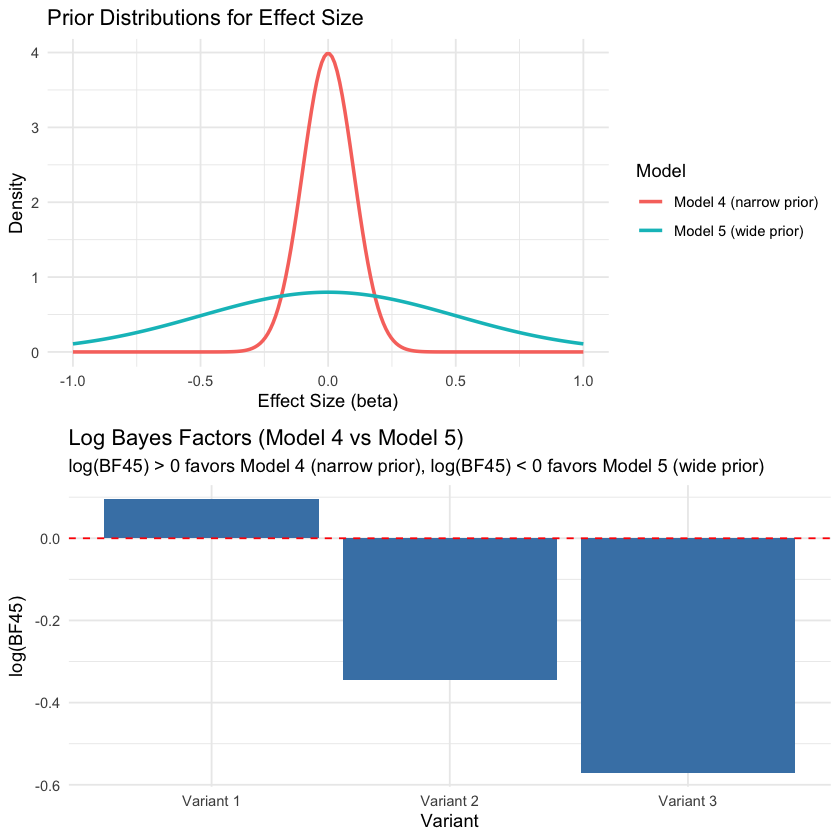 Prior Distributions for Effect Size
4
3
2
1
0
Density
-1.0
-0.5
0.0
0.5
1.0
Effect Size (beta)
Model
Model 4 (narrow prior)
Model 5 (wide prior)
Log Bayes Factors (Model 4 vs Model 5)
log(BF45) > 0 favors Model 4 (narrow prior), log(BF45) < 0 favors Model 5 (wide prior)
0.0
-0.2
-0.4
-0.6
log(BF45)
Variant 1
Variant 2
Variant 3
Variant